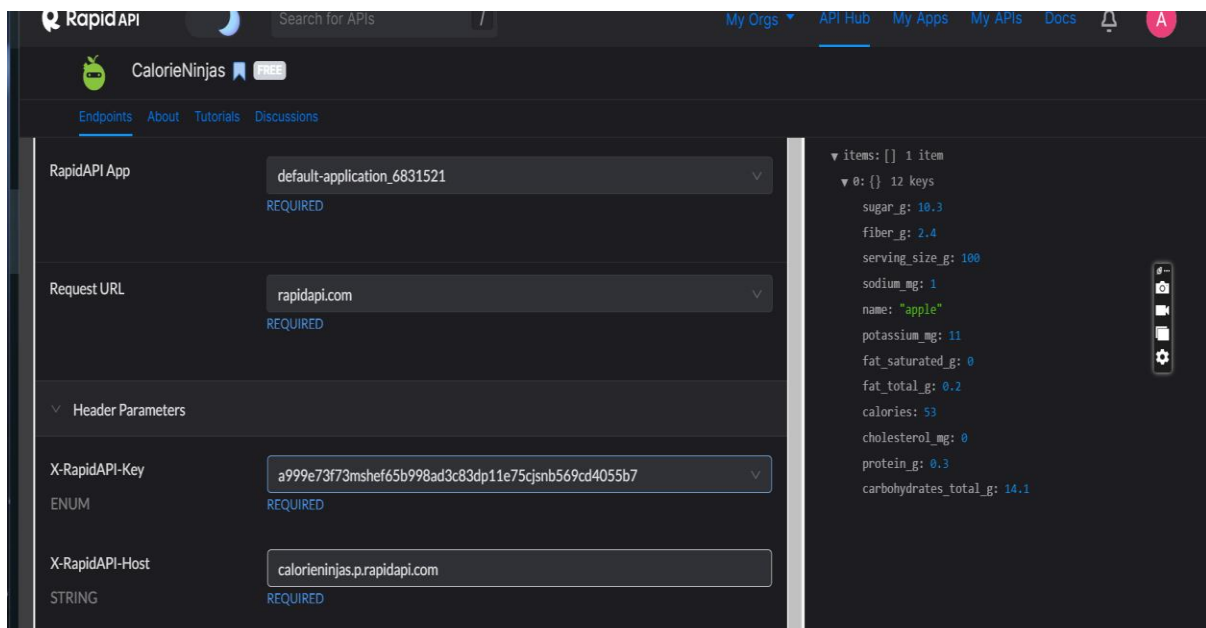 Rapid API
Search for APIs
/
My Orgs
API Hub
My Apps
My APIs
Docs
A
CalorieNinjas
FREE
Endpoints
About
Tutorials
Discussions
RapidAPI App
default-application_6831521
REQUIRED
Request URL
rapidapi.com
REQUIRED
Header Parameters
X-RapidAPI-Key
a999e73f73mshef65b998ad3c83dp11e75cjsnb569cd4055b7
ENUM
REQUIRED
X-RapidAPI-Host
calorieninjas.p.rapidapi.com
STRING
REQUIRED
items: [] 1 item
0: {} 12 keys
sugar_g: 10.3
fiber_g: 2.4
serving_size_g: 100
sodium_mg: 1
name: "apple"
potassium_mg: 11
fat_saturated_g: 0
fat_total_g: 0.2
calories: 53
cholesterol_mg: 0
protein_g: 0.3
carbohydrates_total_g: 14.1